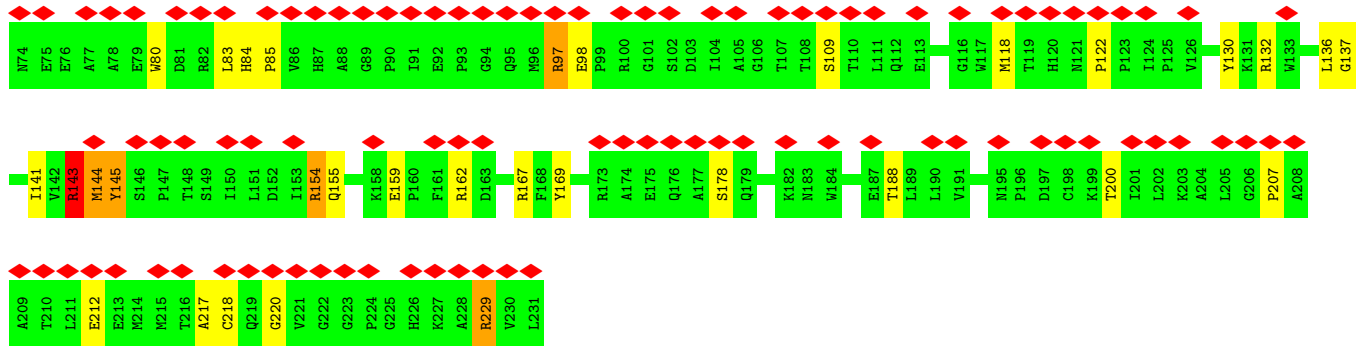 N74 E75 E76 A77 A78 E79 W80 D81 R82 L83 H84 P85 V86 H87 A88 G89 P90 I91 E92 P93 G94 Q95 M96 R97 E98 P99 R100 G101 S102 D103 I104 A105 G106 T107 T108 S109 T110 L111 Q112 E113 G116 W117 M118 T119 H120 N121 P122 P123 I124 P125 V126 Y130 K131 R132 W133 L136 G137
I141 V142 R143 M144 Y145 S146 P147 T148 S149 I150 L151 D152 I153 R154 Q155 K158 E159 P160 F161 R162 D163 R167 F168 Y169 R173 A174 E175 Q176 A177 S178 Q179 K182 N183 W184 E187 T188 L189 L190 V191 N195 P196 D197 C198 K199 T200 I201 L202 K203 A204 L205 G206 P207 A208
A209 T210 L211 E212 E213 M214 M215 T216 A217 C218 Q219 G220 V221 G222 G223 P224 G225 H226 K227 A228 R229 V230 L231